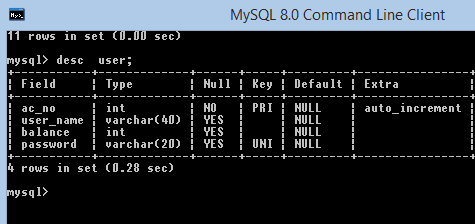 MySQL 8.0 Command Line Client
11 rows in set (0.00 sec)
mysql> desc  user;
+-----------+-------------+------+-----+---------+----------------+
| Field     | Type        | Null | Key | Default | Extra          |
+-----------+-------------+------+-----+---------+----------------+
| ac_no     | int         | NO   | PRI | NULL    | auto_increment |
| user_name | varchar(40) | YES  |     | NULL    |                |
| balance   | int         | YES  |     | NULL    |                |
| password  | varchar(20) | YES  | UNI | NULL    |                |
+-----------+-------------+------+-----+---------+----------------+
4 rows in set (0.28 sec)
mysql>